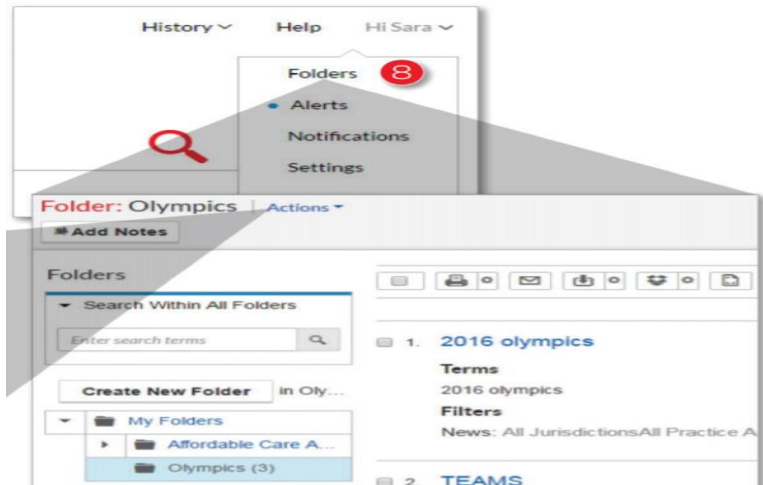 History Help Hi Sara
Folders 8
Alerts
Notifications
Settings
Folder: Olympics | Actions
Add Notes
Folders
Search Within All Folders
Enter search terms
Create New Folder in Oly...
My Folders
Affordable Care A...
Olympics (3)
1. 2016 olympics
Terms
2016 olympics
Filters
News: All JurisdictionsAll Practice A
2. TEAMS